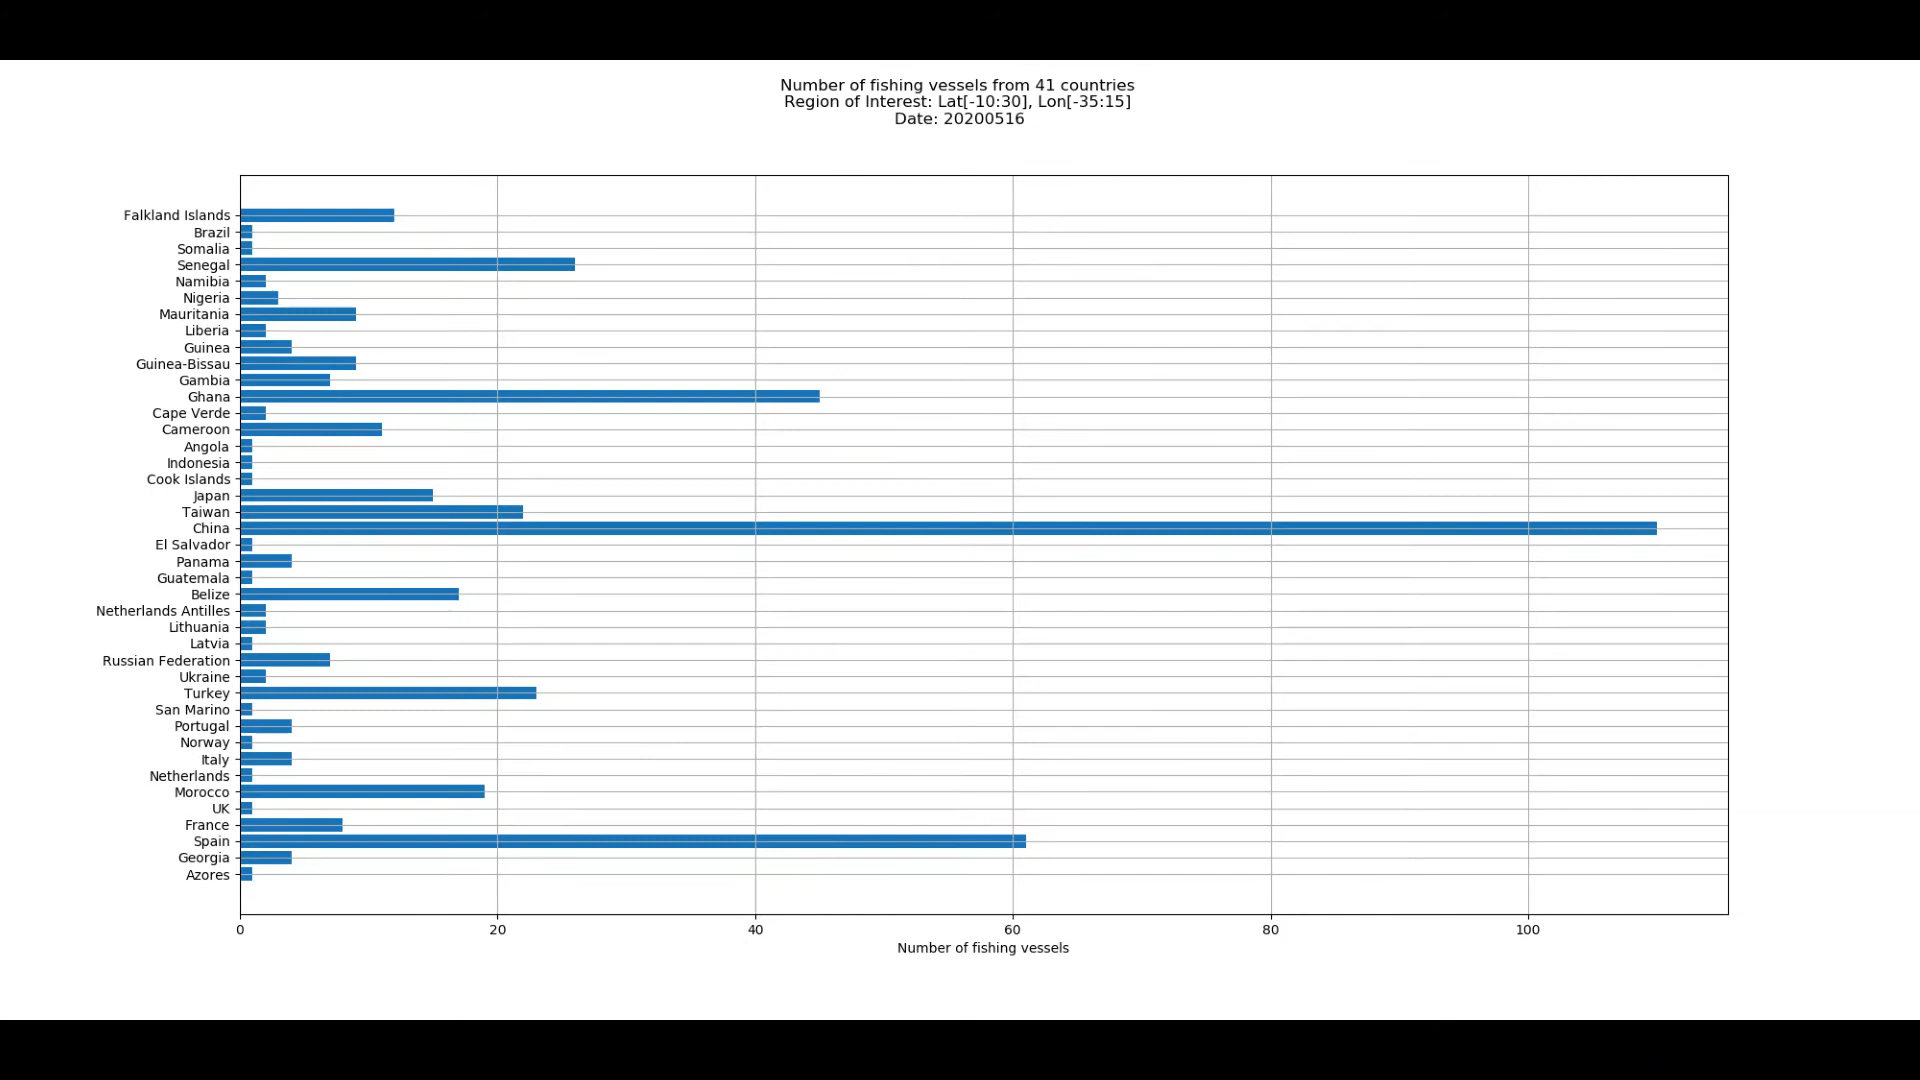 Number of fishing vessels from 41 countries
Region of Interest: Lat[-10:30], Lon[-35:15]
Date: 20200516
Falkland Islands
Brazil
Somalia
Senegal
Namibia
Nigeria
Mauritania
Liberia
Guinea
Guinea-Bissau
Gambia
Ghana
Cape Verde
Cameroon
Angola
Indonesia
Cook Islands
Japan
Taiwan
China
El Salvador
Panama
Guatemala
Belize
Netherlands Antilles
Lithuania
Latvia
Russian Federation
Ukraine
Turkey
San Marino
Portugal
Norway
Italy
Netherlands
Morocco
UK
France
Spain
Georgia
Azores
0 20 40 60 80 100
Number of fishing vessels